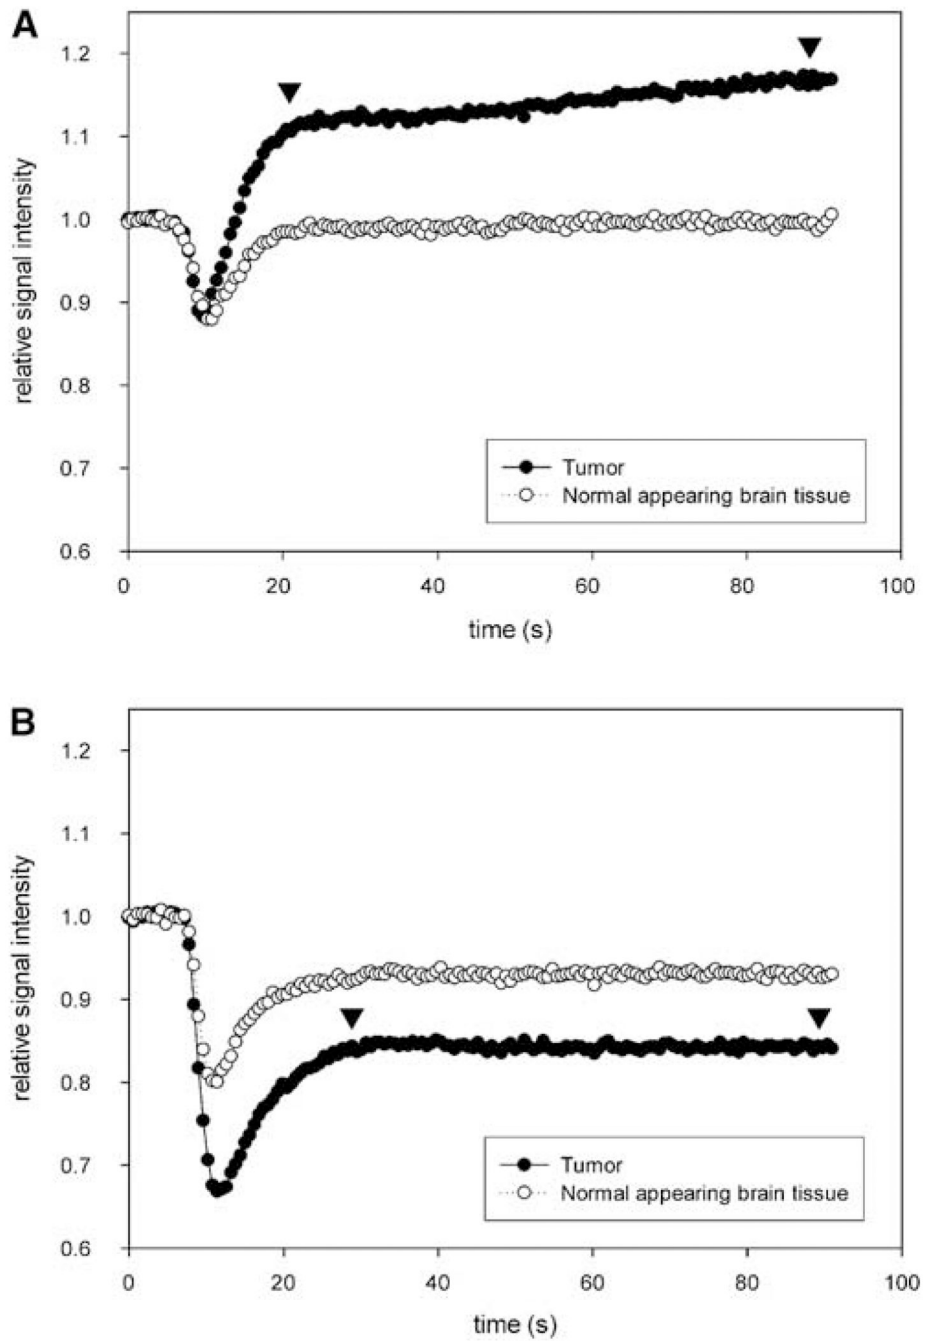 A
relative signal intensity
1.2
1.1
1.0
0.9
0.8
0.7
0.6
Tumor
Normal appearing brain tissue
0 20 40 60 80 100
time (s)
B
relative signal intensity
1.2
1.1
1.0
0.9
0.8
0.7
0.6
Tumor
Normal appearing brain tissue
0 20 40 60 80 100
time (s)